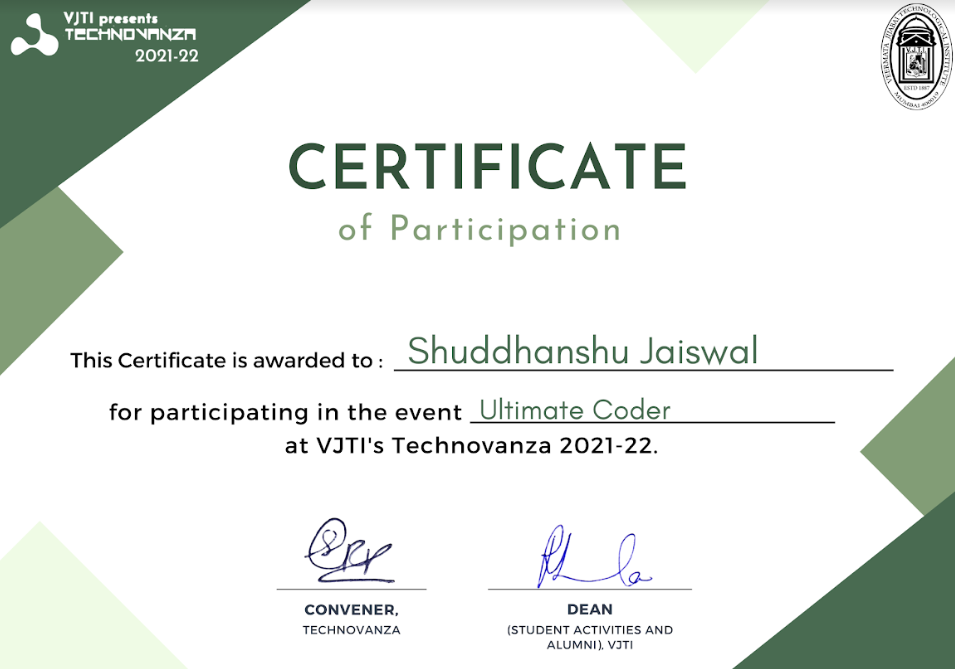 VJTI presents
TECHNOVANZA
2021-22
VEERMATA JIJABAI TECHNOLOGICAL INSTITUTE
VJTI
ESTD 1887
MUMBAI-400019
CERTIFICATE
of Participation
This Certificate is awarded to : Shuddhanshu Jaiswal
for participating in the event Ultimate Coder
at VJTI's Technovanza 2021-22.
CONVENER,
TECHNOVANZA
DEAN
(STUDENT ACTIVITIES AND
ALUMNI), VJTI